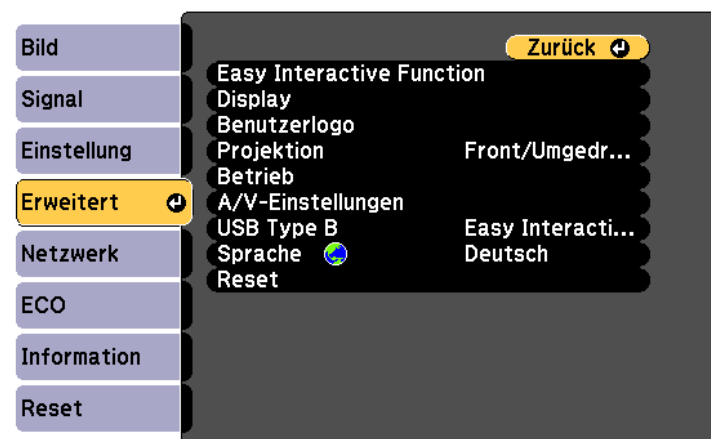 Bild
Signal
Einstellung
Erweitert
Netzwerk
ECO
Information
Reset
Zurück
Easy Interactive Function
Display
Benutzerlogo
Projektion Front/Umgedr...
Betrieb
A/V-Einstellungen
USB Type B Easy Interacti...
Sprache Deutsch
Reset